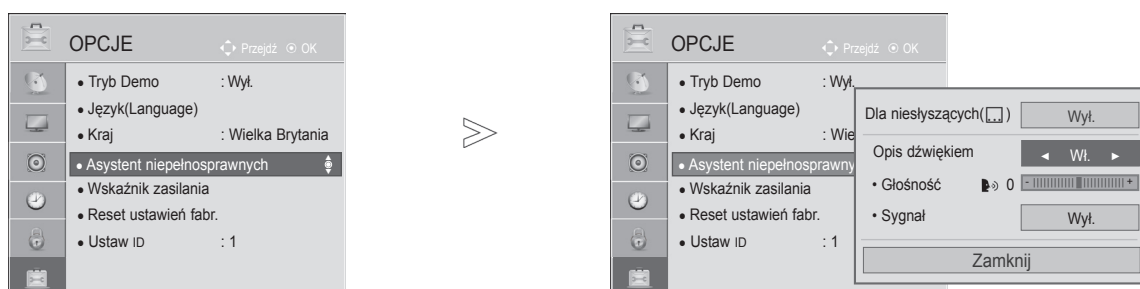 OPCJE Przejdź OK
• Tryb Demo : Wył.
• Język(Language)
• Kraj : Wielka Brytania
• Asystent niepełnosprawnych
• Wskaźnik zasilania
• Reset ustawień fabr.
• Ustaw ID : 1
OPCJE Przejdź OK
• Tryb Demo : Wył.
• Język(Language)
• Kraj : Wie
• Asystent niepełnosprawny
• Wskaźnik zasilania
• Reset ustawień fabr.
• Ustaw ID : 1
Dla niesłyszących( ) Wył.
Opis dźwiękiem ◄ Wł. ►
• Głośność 0 - +
• Sygnał Wył.
Zamknij